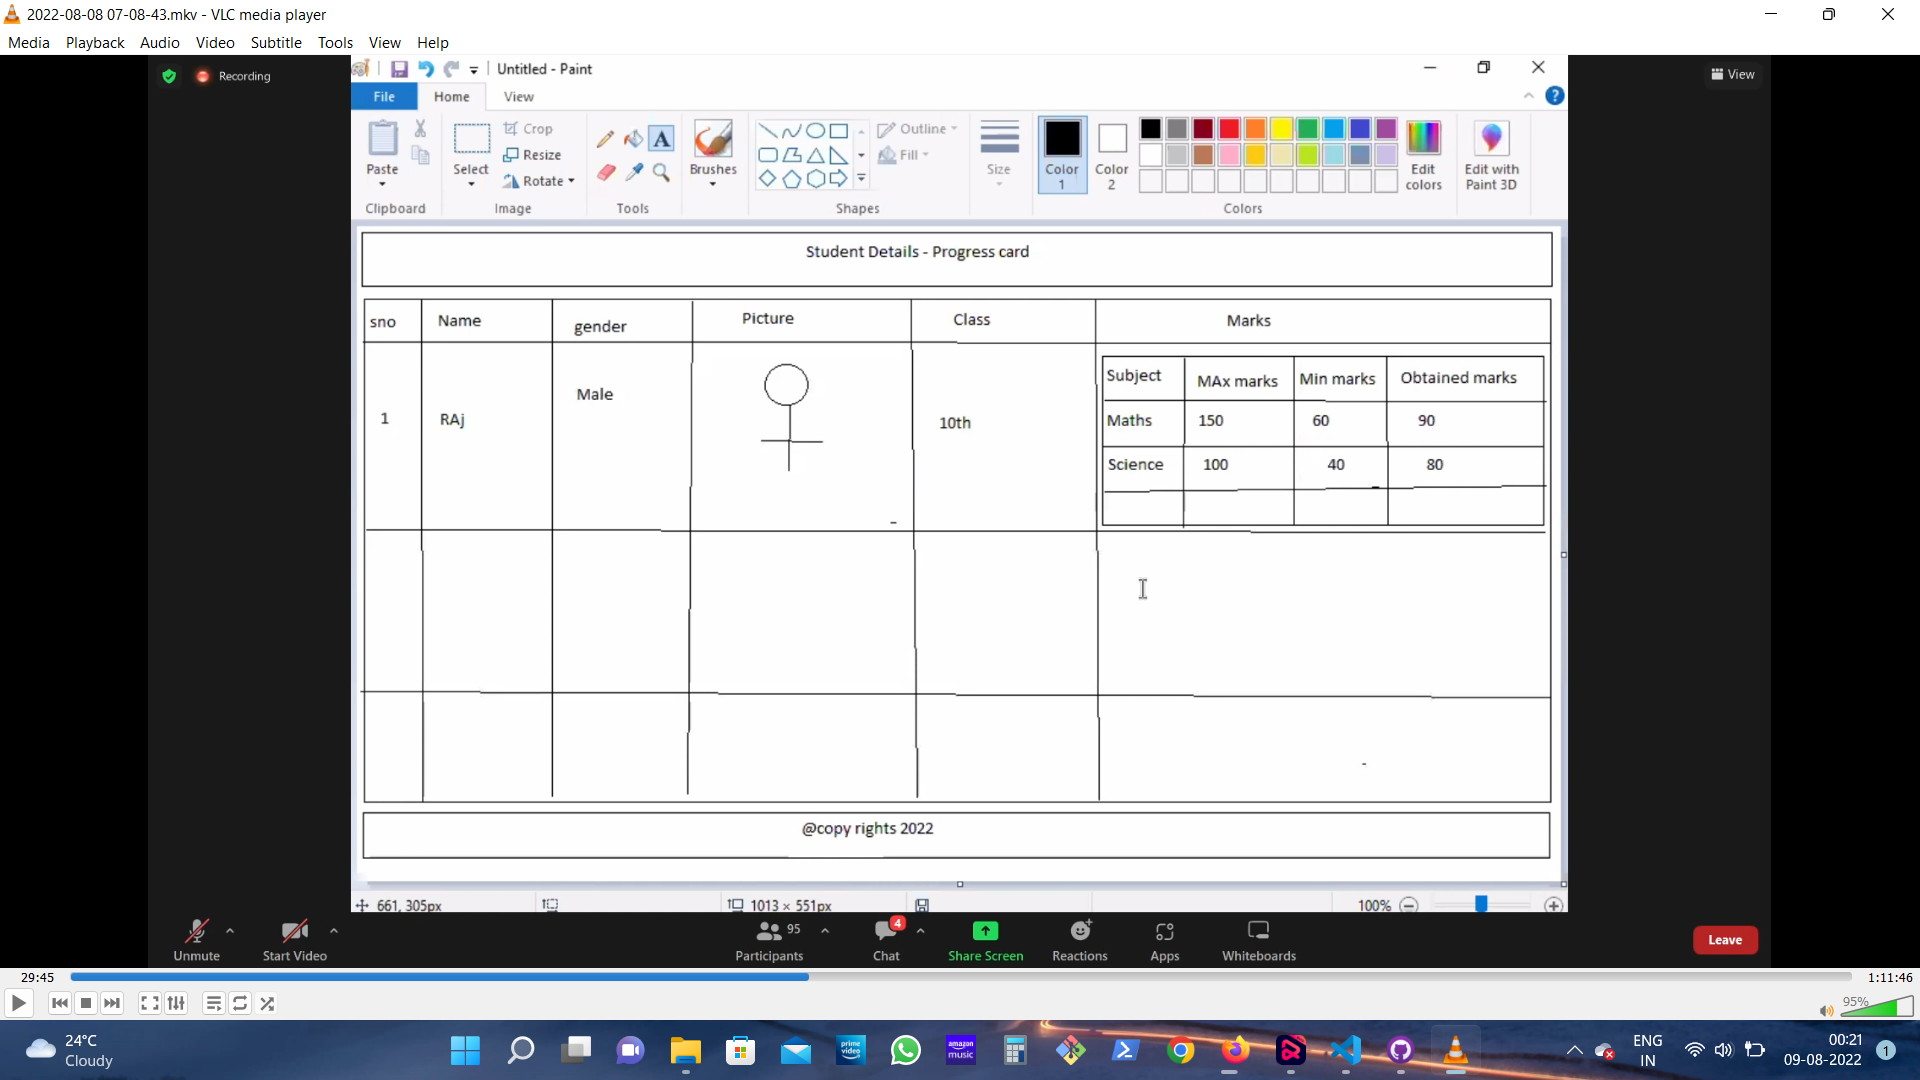 2022-08-08 07-08-43.mkv - VLC media player
Media Playback Audio Video Subtitle Tools View Help
Recording
View
Untitled - Paint
File Home View
Paste
Clipboard
Select
Crop
Resize
Rotate
Image
Tools
Brushes
Outline
Fill
Shapes
Size
Color 1
Color 2
Colors
Edit colors
Edit with Paint 3D
Student Details - Progress card
sno Name gender Picture Class Marks
Subject MAx marks Min marks Obtained marks
1 RAj Male 10th
Maths 150 60 90
Science 100 40 80
@copy rights 2022
661, 305px
1013 × 551px
100%
Unmute Start Video
Participants 95
Chat 4
Share Screen
Reactions
Apps
Whiteboards
Leave
29:45
1:11:46
95%
24°C
Cloudy
prime video
amazon music
ENG
IN
00:21
09-08-2022
1